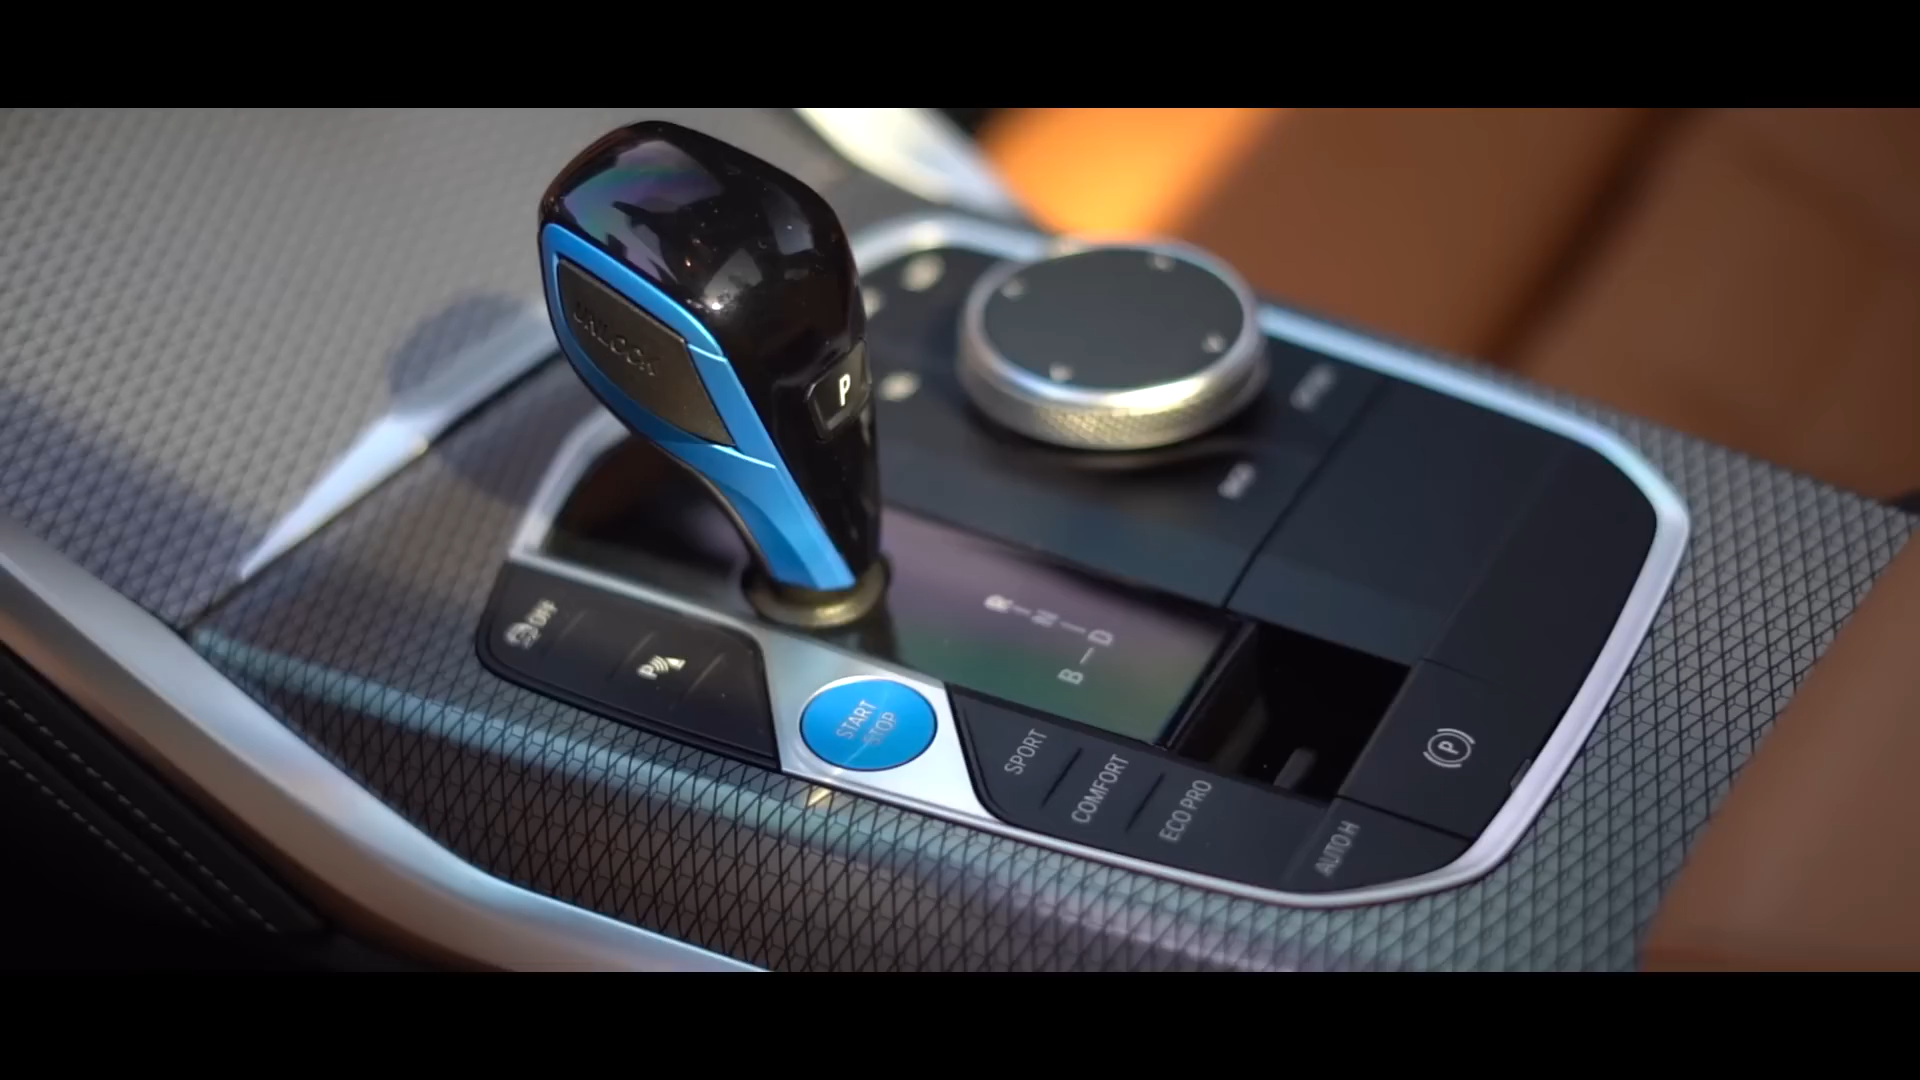 UNLOCK
P
R
N
D
B
OFF
P
START
STOP
SPORT
COMFORT
ECO PRO
AUTO H
(P)